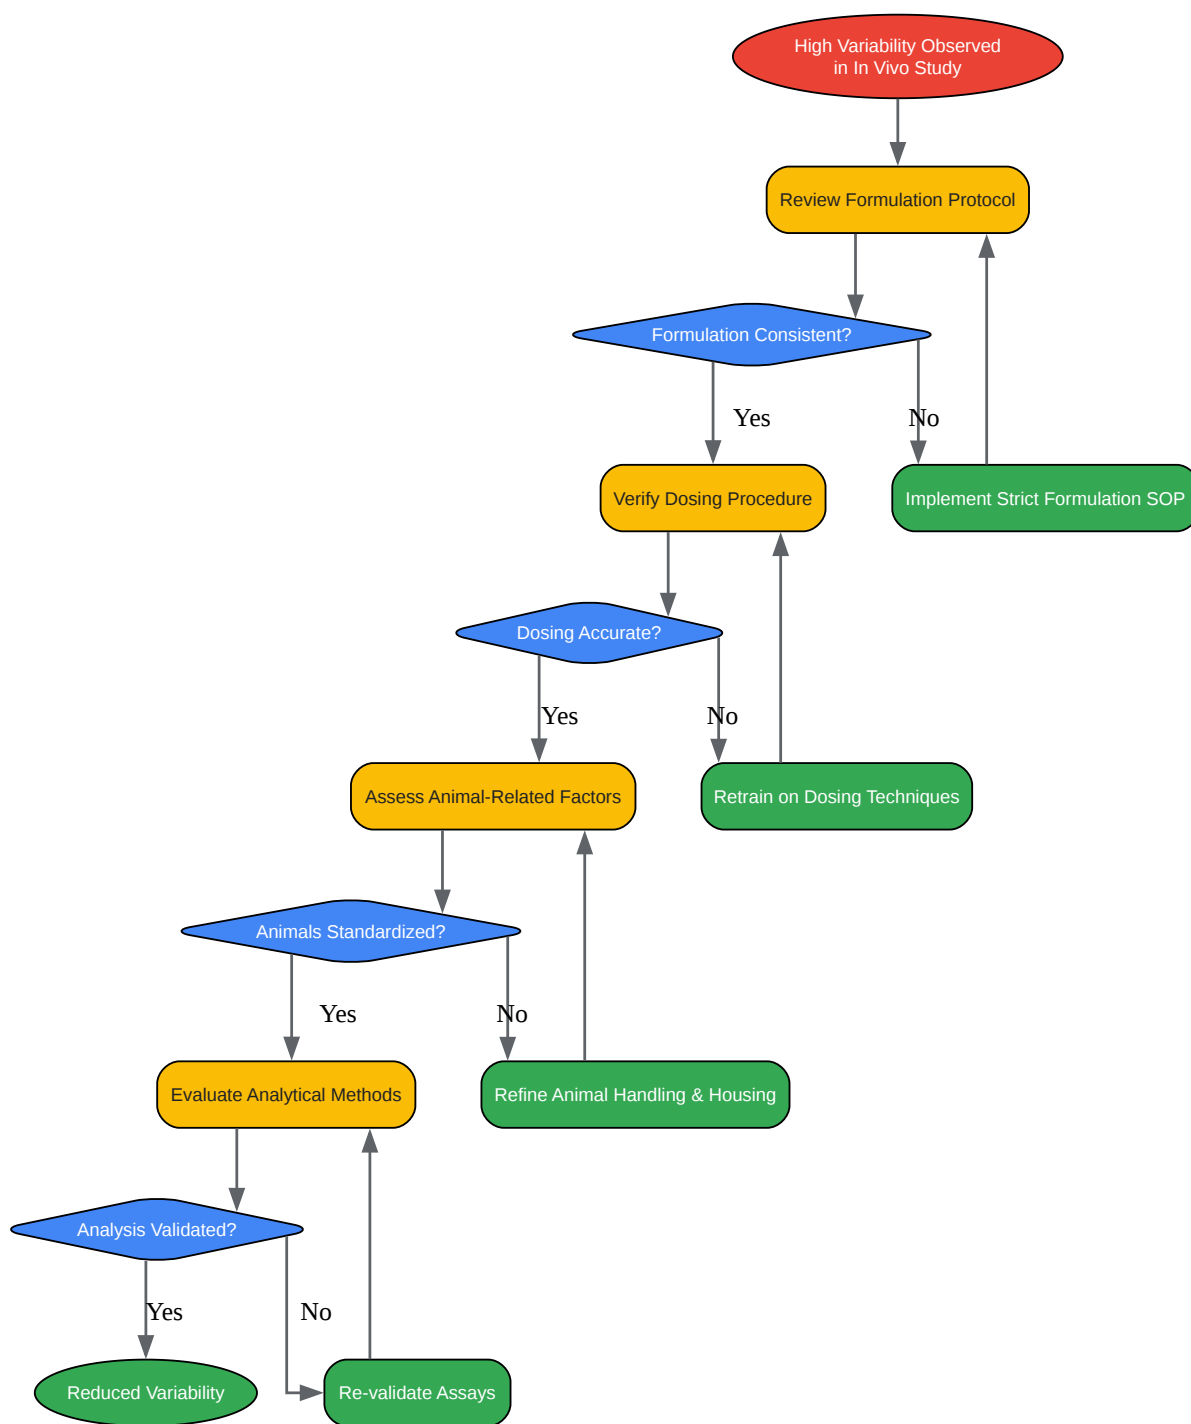 High Variability Observed
in In Vivo Study
Review Formulation Protocol
Formulation Consistent?
Yes
No
Verify Dosing Procedure
Implement Strict Formulation SOP
Dosing Accurate?
Yes
No
Assess Animal-Related Factors
Retrain on Dosing Techniques
Animals Standardized?
Yes
No
Evaluate Analytical Methods
Refine Animal Handling & Housing
Analysis Validated?
Yes
No
Reduced Variability
Re-validate Assays